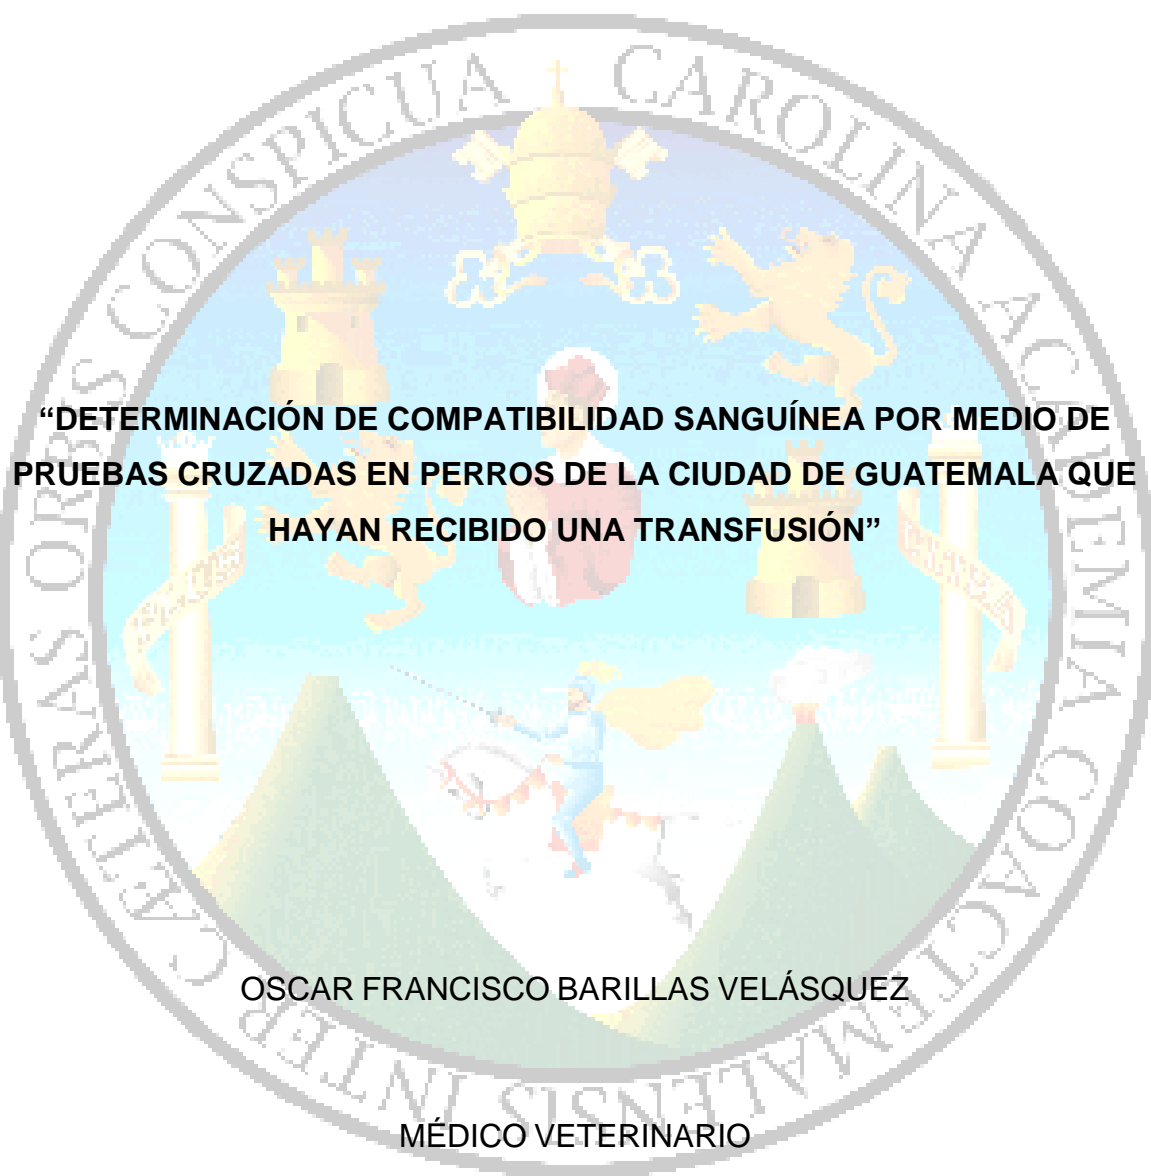 “DETERMINACIÓN DE COMPATIBILIDAD SANGUÍNEA POR MEDIO DE
PRUEBAS CRUZADAS EN PERROS DE LA CIUDAD DE GUATEMALA QUE
HAYAN RECIBIDO UNA TRANSFUSIÓN”
OSCAR FRANCISCO BARILLAS VELÁSQUEZ
MÉDICO VETERINARIO
CAROLINA ACADEMIA COACTEMALENSIS INTER CÆTERAS ORBIS CONSPICUA